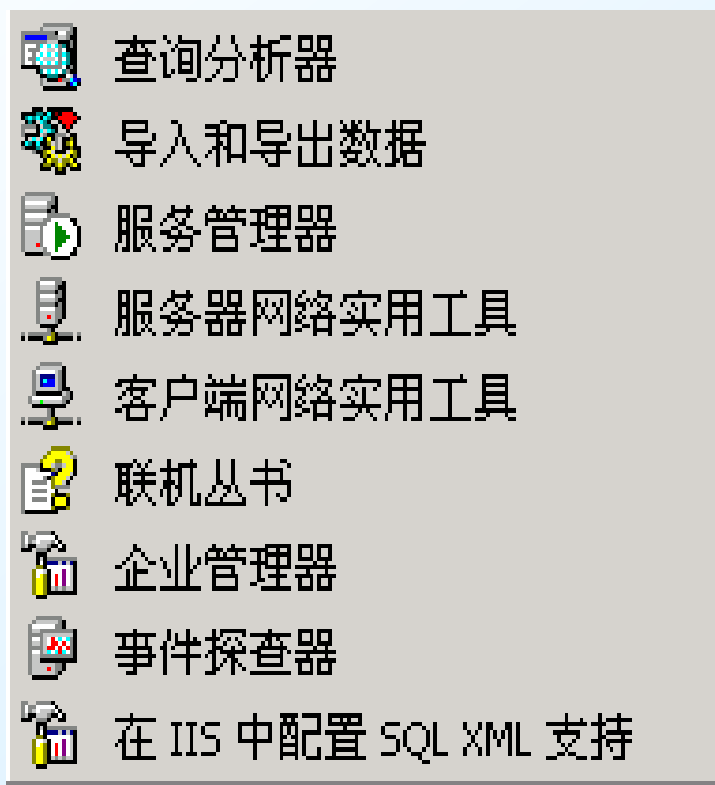 查询分析器
导入和导出数据
服务管理器
服务器网络实用工具
客户端网络实用工具
联机丛书
企业管理器
事件探查器
在 IIS 中配置 SQL XML 支持